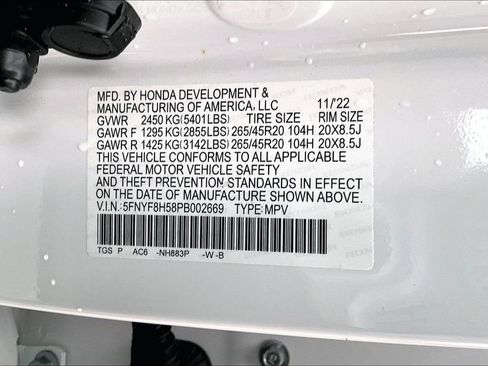 MFD. BY HONDA DEVELOPMENT &
MANUFACTURING OF AMERICA, LLC 11/'22
GVWR 2450 KG(5401LBS) TIRE SIZE RIM SIZE
GAWR F 1295 KG(2855LBS) 265/45R20 104H 20X8.5J
GAWR R 1425 KG(3142LBS) 265/45R20 104H 20X8.5J
THIS VEHICLE CONFORMS TO ALL APPLICABLE
FEDERAL MOTOR VEHICLE SAFETY
AND THEFT PREVENTION STANDARDS IN EFFECT
ON THE DATE OF MANUFACTURE SHOWN ABOVE.
V.I.N.: 5FNYF8H58PB002669 TYPE: MPV
TGS P AC6 -NH883P -W -B